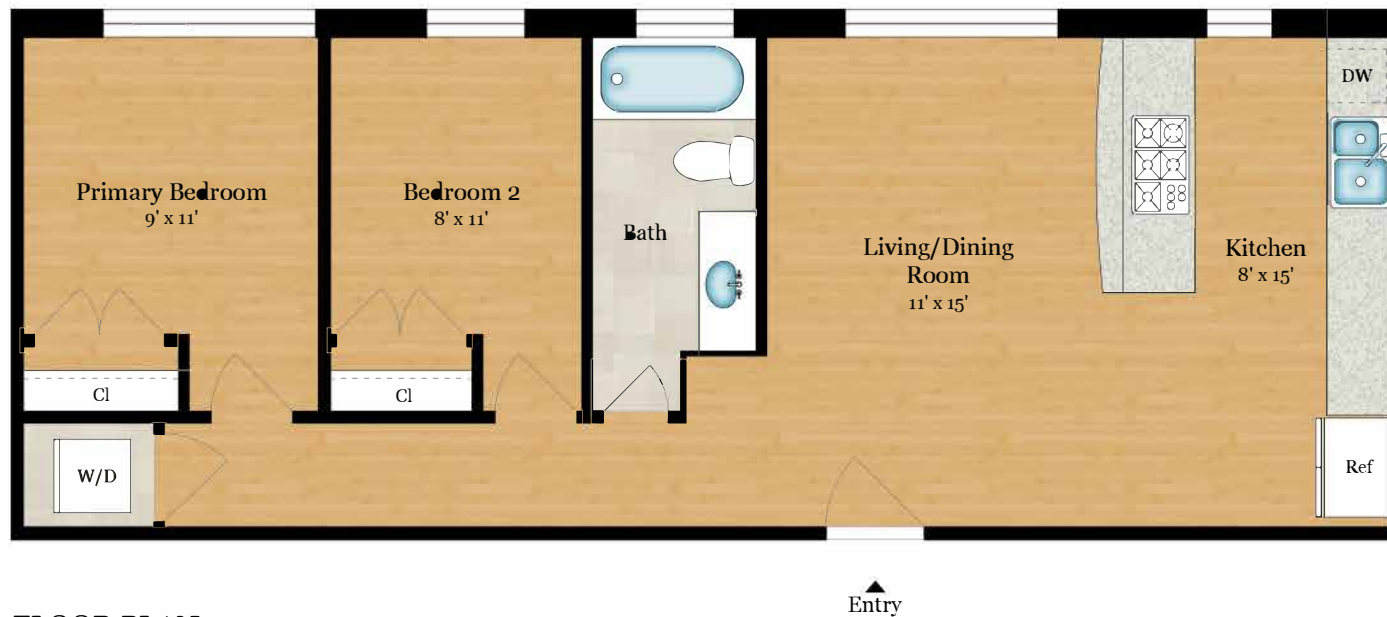 Primary Bedroom
9' x 11'
Bedroom 2
8' x 11'
Bath
Living/Dining
Room
11' x 15'
Kitchen
8' x 15'
DW
Cl
Cl
W/D
Ref
Entry